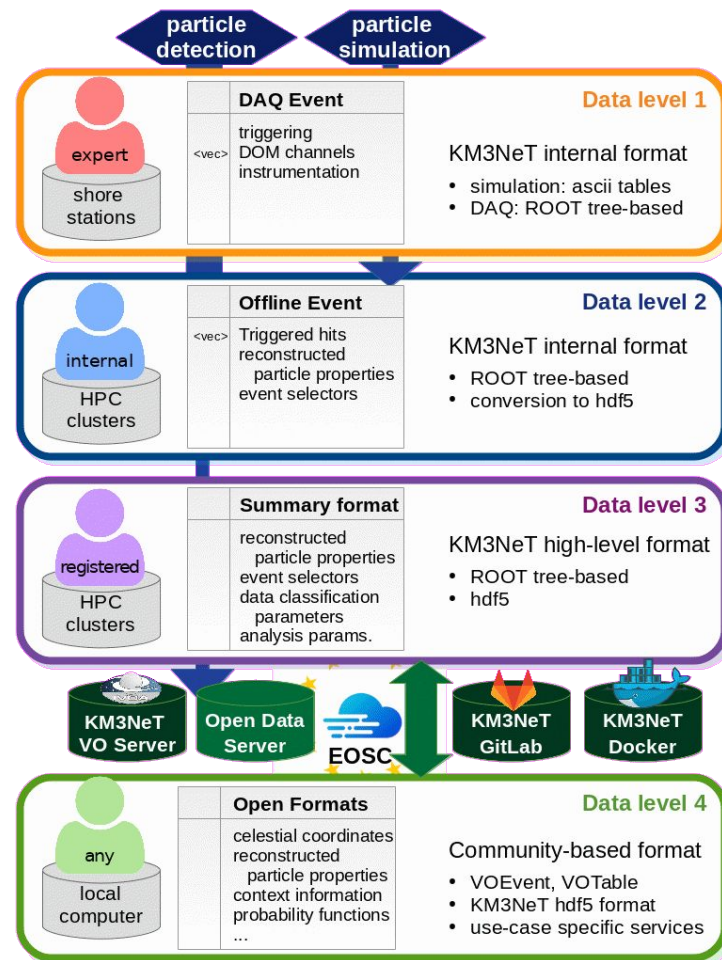 particle
detection
particle
simulation
Data level 1
expert
shore
stations
DAQ Event
<vec>
triggering
DOM channels
instrumentation
KM3NeT internal format
• simulation: ascii tables
• DAQ: ROOT tree-based
Data level 2
internal
HPC
clusters
Offline Event
<vec>
Triggered hits
reconstructed
particle properties
event selectors
KM3NeT internal format
• ROOT tree-based
• conversion to hdf5
Data level 3
registered
HPC
clusters
Summary format
reconstructed
particle properties
event selectors
data classification
parameters
analysis params.
KM3NeT high-level format
• ROOT tree-based
• hdf5
KM3NeT
VO Server
Open Data
Server
EOSC
KM3NeT
GitLab
KM3NeT
Docker
Data level 4
any
local
computer
Open Formats
celestial coordinates
reconstructed
particle properties
context information
probability functions
...
Community-based format
• VOEvent, VOTable
• KM3NeT hdf5 format
• use-case specific services